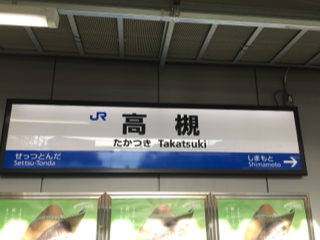 JR 高槻
たかつき Takatsuki
せっつとんだ
Settsu-Tonda
しまもと
Shimamoto